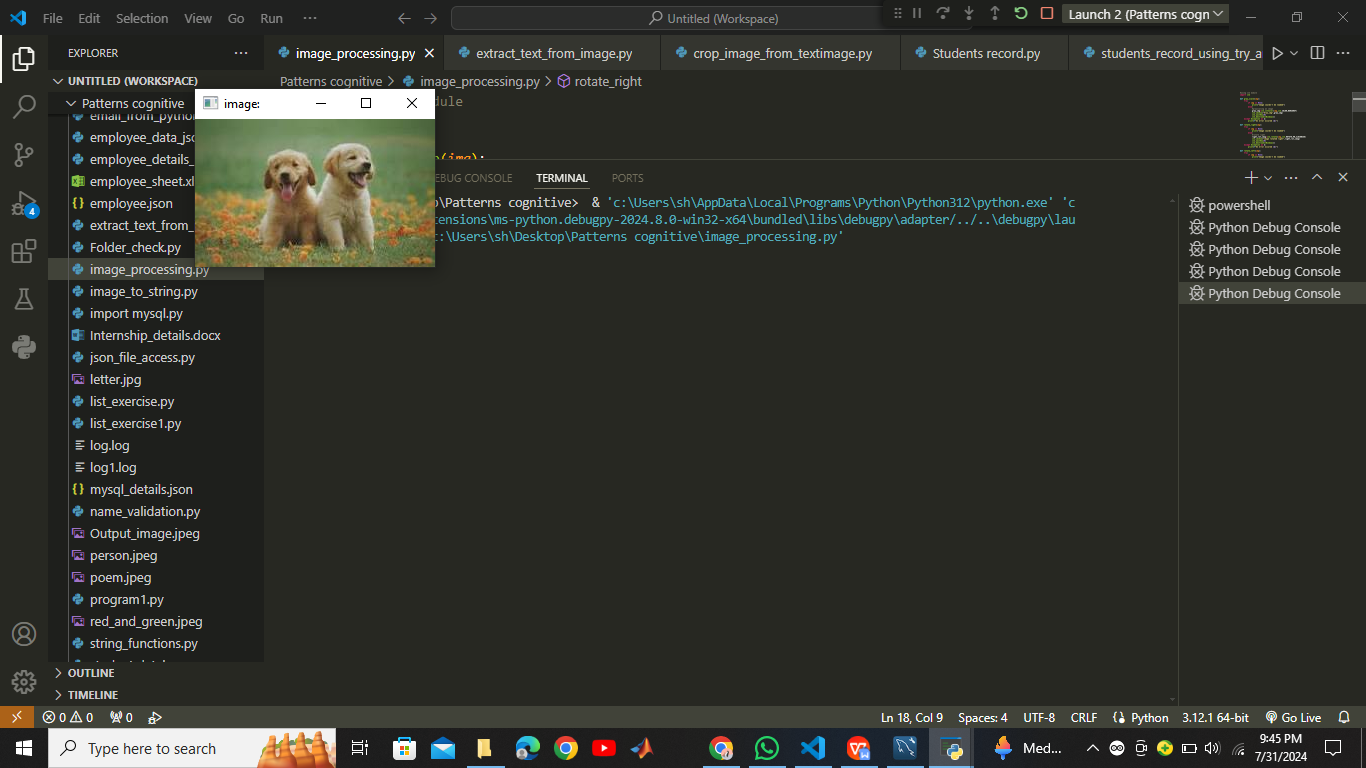 File Edit Selection View Go Run ··· Untitled (Workspace) Launch 2 (Patterns cogn
EXPLORER ···
image_processing.py extract_text_from_image.py crop_image_from_textimage.py Students record.py students_record_using_try_a
UNTITLED (WORKSPACE)
Patterns cognitive > image_processing.py > rotate_right
Patterns cognitive
image:
dule
(img):
employee_data_jso
employee_details_
employee_sheet.xl
employee.json
extract_text_from_
Folder_check.py
image_processing.py
image_to_string.py
import mysql.py
Internship_details.docx
json_file_access.py
letter.jpg
list_exercise.py
list_exercise1.py
log.log
log1.log
mysql_details.json
name_validation.py
Output_image.jpeg
person.jpeg
poem.jpeg
program1.py
red_and_green.jpeg
string_functions.py
OUTLINE
TIMELINE
EBUG CONSOLE TERMINAL PORTS
p\Patterns cognitive> & 'c:\Users\sh\AppData\Local\Programs\Python\Python312\python.exe' 'c
tensions\ms-python.debugpy-2024.8.0-win32-x64\bundled\libs\debugpy\adapter/../..\debugpy\lau
c:\Users\sh\Desktop\Patterns cognitive\image_processing.py'
powershell
Python Debug Console
Python Debug Console
Python Debug Console
Python Debug Console
4
0 0 0 Ln 18, Col 9 Spaces: 4 UTF-8 CRLF Python 3.12.1 64-bit Go Live
Type here to search Med... 9:45 PM
7/31/2024